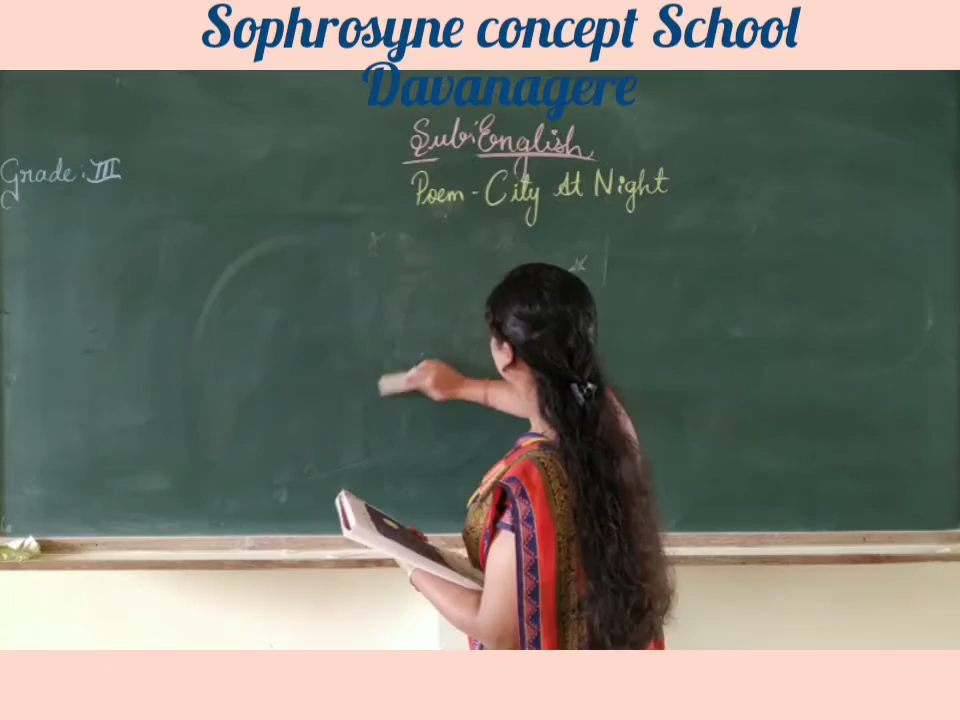 Sophrosyne concept School
Davanagere
Sub: English
Grade: III
Poem - City At Night